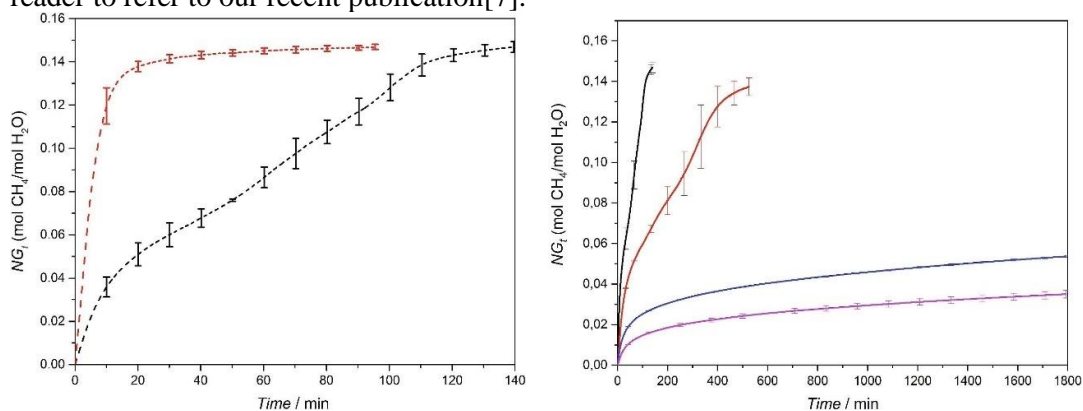 reader to refer to our recent publication[7].
0.16
0.14
0.12
0.10
0.08
0.06
0.04
0.02
0.00
NGt (mol CH4/mol H2O)
0 20 40 60 80 100 120 140
Time / min
0,16
0,14
0,12
0,10
0,08
0,06
0,04
0,02
0,00
NGt (mol CH4/mol H2O)
0 200 400 600 800 1000 1200 1400 1600 1800
Time / min